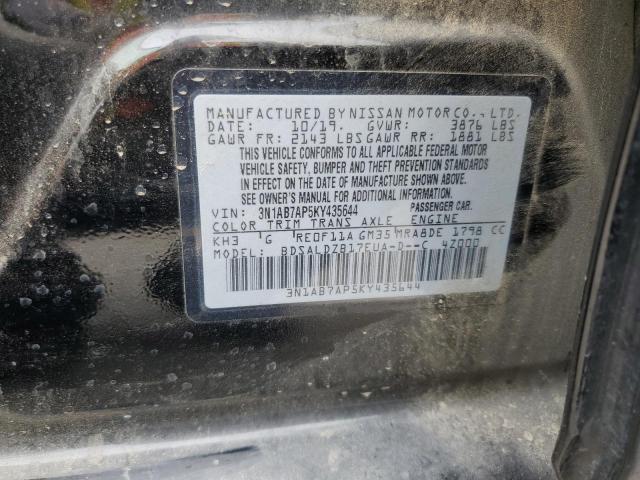 MANUFACTURED BY NISSAN MOTOR CO., LTD.
DATE: 10/19. GVWR: 3876 LBS
GAWR FR: 2143 LBS GAWR RR: 1881 LBS
THIS VEHICLE CONFORMS TO ALL APPLICABLE FEDERAL MOTOR
VEHICLE SAFETY, BUMPER AND THEFT PREVENTION STANDARDS
IN EFFECT ON THE DATE OF MANUFACTURE SHOWN ABOVE.
SEE OWNER'S MANUAL FOR ADDITIONAL INFORMATION.
VIN: 3N1AB7AP5KY435644 PASSENGER CAR.
COLOR TRIM TRANS AXLE ENGINE
KH3 G RE0F11A GM35 MRA8DE 1798 CC
MODEL: BDSALDZB17EUA-D--C 4Z000
3N1AB7AP5KY435644